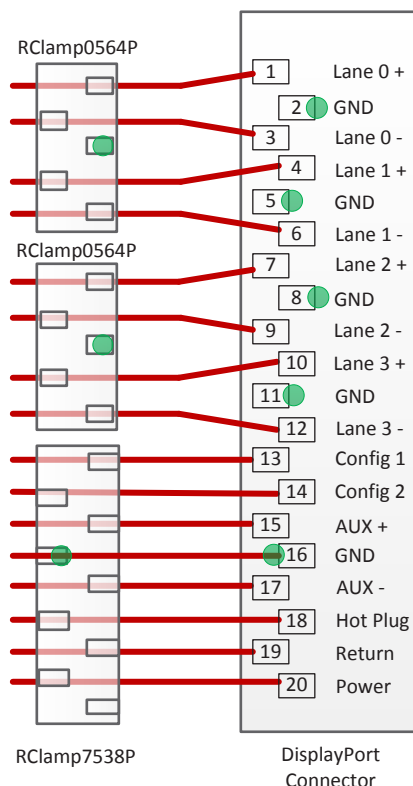 RClamp0564P
1 Lane 0 +
2 GND
3 Lane 0 -
4 Lane 1 +
5 GND
6 Lane 1 -
RClamp0564P
7 Lane 2 +
8 GND
9 Lane 2 -
10 Lane 3 +
11 GND
12 Lane 3 -
13 Config 1
14 Config 2
15 AUX +
16 GND
17 AUX -
18 Hot Plug
19 Return
20 Power
RClamp7538P
DisplayPort
Connector